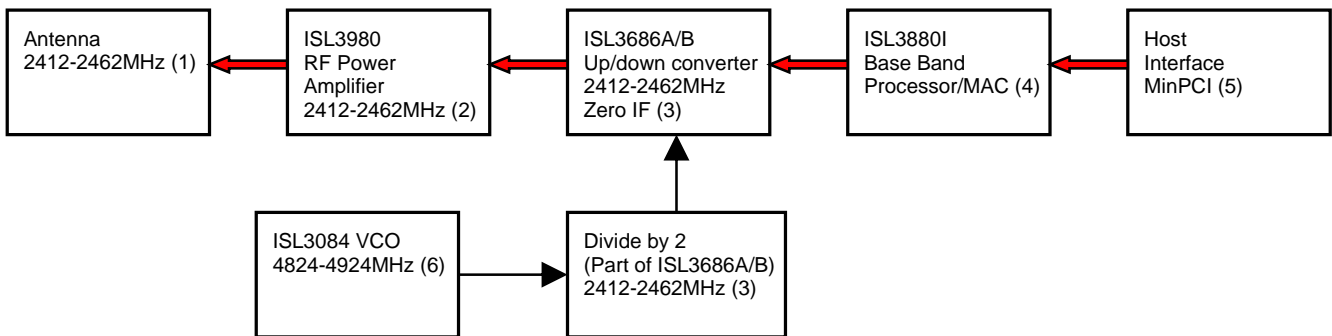 Antenna
2412-2462MHz (1)
ISL3980
RF Power
Amplifier
2412-2462MHz (2)
ISL3686A/B
Up/down converter
2412-2462MHz
Zero IF (3)
ISL3880I
Base Band
Processor/MAC (4)
Host
Interface
MinPCI (5)
ISL3084 VCO
4824-4924MHz (6)
Divide by 2
(Part of ISL3686A/B)
2412-2462MHz (3)